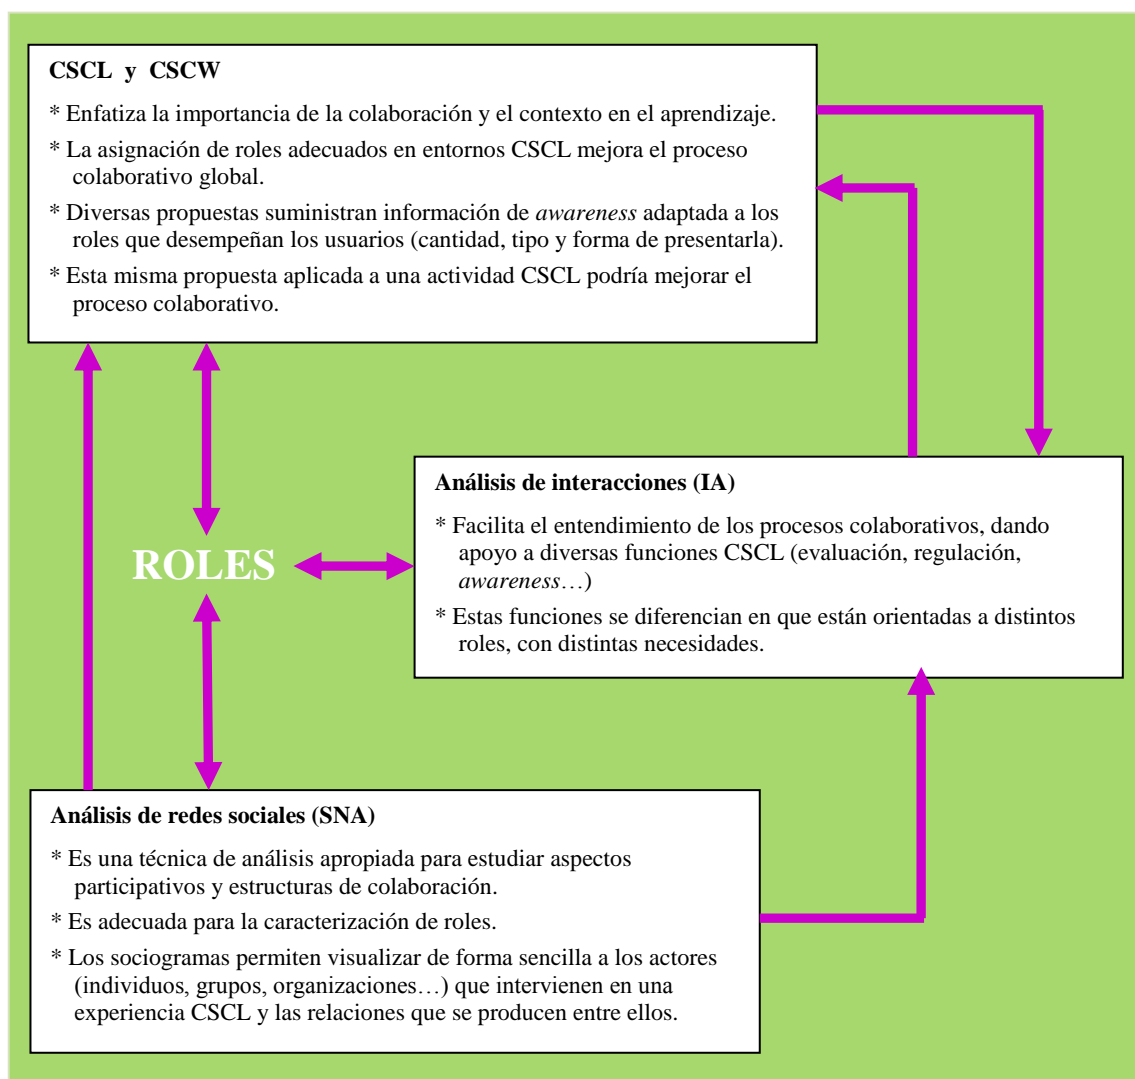 CSCL y CSCW
* Enfatiza la importancia de la colaboración y el contexto en el aprendizaje.
* La asignación de roles adecuados en entornos CSCL mejora el proceso
colaborativo global.
* Diversas propuestas suministran información de awareness adaptada a los
roles que desempeñan los usuarios (cantidad, tipo y forma de presentarla).
* Esta misma propuesta aplicada a una actividad CSCL podría mejorar el
proceso colaborativo.
Análisis de interacciones (IA)
* Facilita el entendimiento de los procesos colaborativos, dando
apoyo a diversas funciones CSCL (evaluación, regulación,
awareness…)
* Estas funciones se diferencian en que están orientadas a distintos
roles, con distintas necesidades.
ROLES
Análisis de redes sociales (SNA)
* Es una técnica de análisis apropiada para estudiar aspectos
participativos y estructuras de colaboración.
* Es adecuada para la caracterización de roles.
* Los sociogramas permiten visualizar de forma sencilla a los actores
(individuos, grupos, organizaciones…) que intervienen en una
experiencia CSCL y las relaciones que se producen entre ellos.